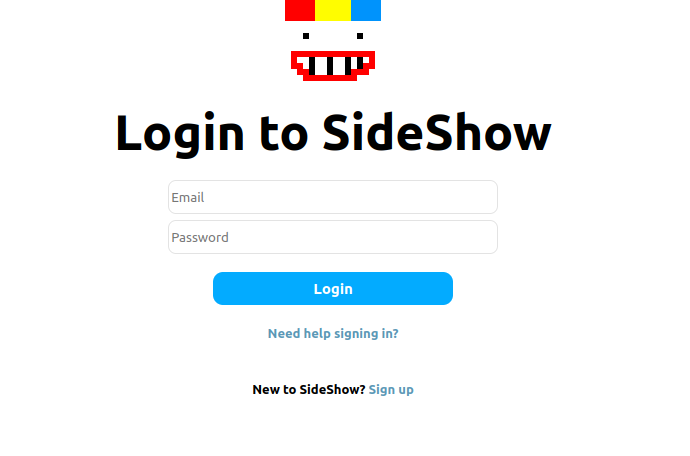 Login to SideShow
Email
Password
Login
Need help signing in?
New to SideShow? Sign up